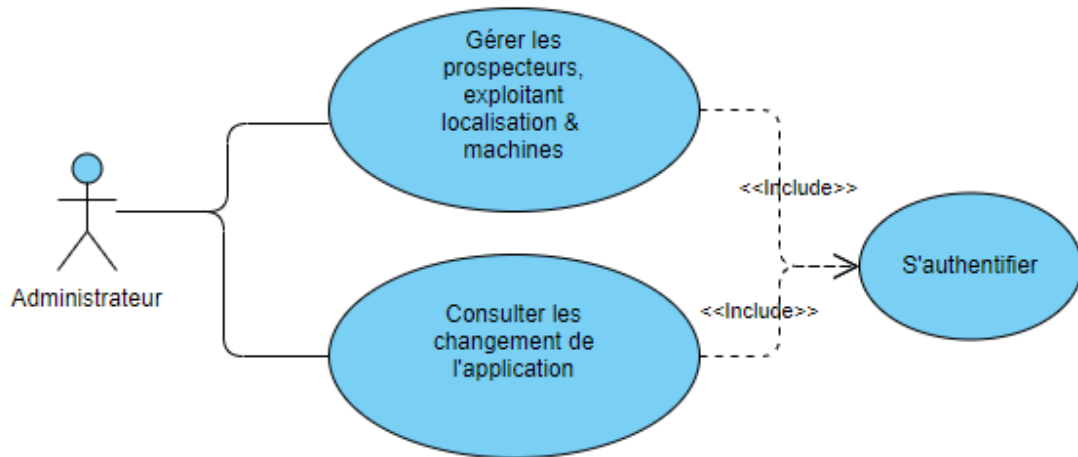 Gérer les
prospecteurs,
exploitant
localisation &
machines
<<Include>>
S'authentifier
Administrateur
Consulter les
changement de
l'application
<<Include>>